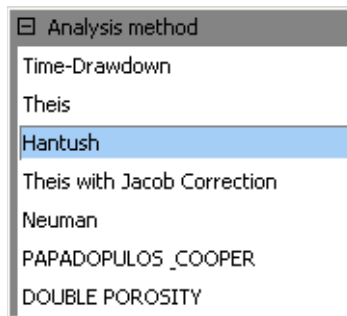 Analysis method
Time-Drawdown
Theis
Hantush
Theis with Jacob Correction
Neuman
PAPADOPULOS _COOPER
DOUBLE POROSITY